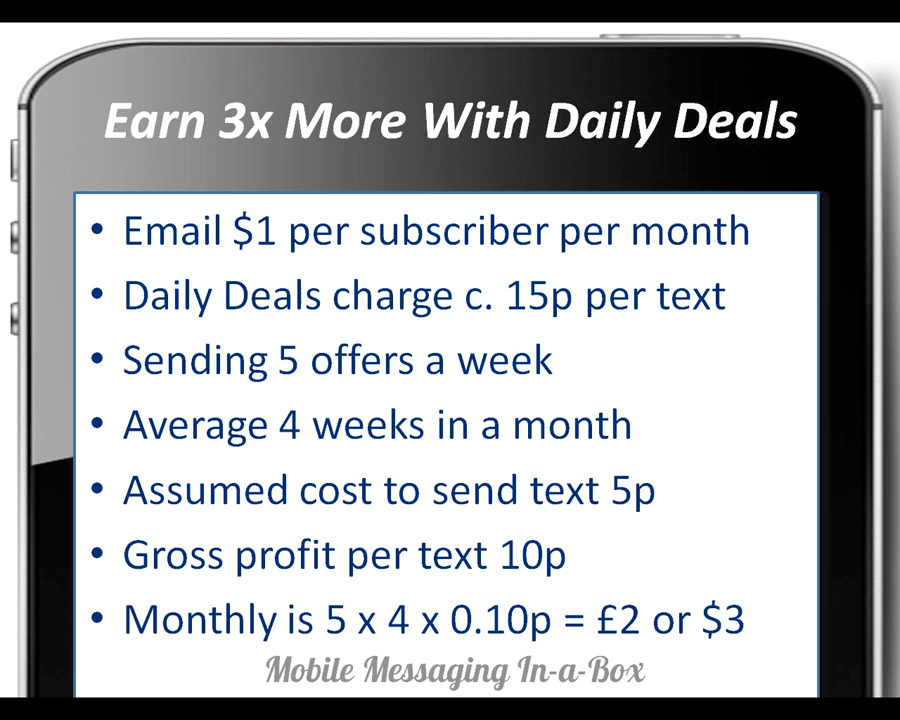 Earn 3x More With Daily Deals
• Email $1 per subscriber per month
• Daily Deals charge c. 15p per text
• Sending 5 offers a week
• Average 4 weeks in a month
• Assumed cost to send text 5p
• Gross profit per text 10p
• Monthly is 5 x 4 x 0.10p = £2 or $3
Mobile Messaging In-a-Box